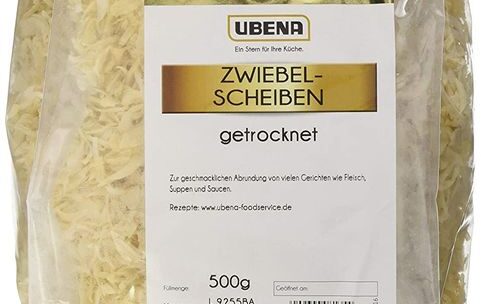 UBENA
Ein Stern für Ihre Küche.
ZWIEBEL-
SCHEIBEN
getrocknet
Zur geschmacklichen Abrundung von vielen Gerichten wie Fleisch,
Suppen und Saucen.
Rezepte: www.ubena-foodservice.de
Füllmenge: 500g
Geöffnet am:
L 9255BA